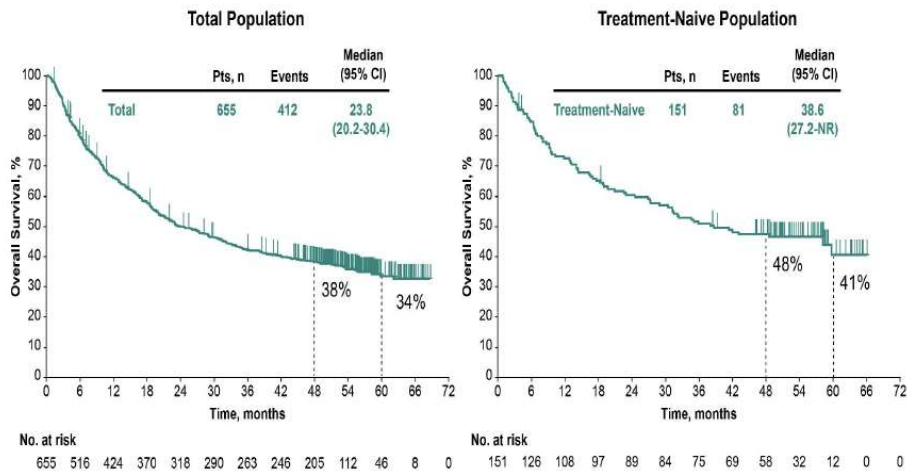 Total Population
Pts, n Events Median (95% CI)
Total 655 412 23.8 (20.2-30.4)
Overall Survival, %
100
90
80
70
60
50
40
30
20
10
0
38%
34%
0 6 12 18 24 30 36 42 48 54 60 66 72
Time, months
No. at risk
655 516 424 370 318 290 263 246 205 112 46 8 0
Treatment-Naive Population
Pts, n Events Median (95% CI)
Treatment-Naive 151 81 38.6 (27.2-NR)
Overall Survival, %
100
90
80
70
60
50
40
30
20
10
0
48%
41%
0 6 12 18 24 30 36 42 48 54 60 66 72
Time, months
No. at risk
151 126 108 97 89 84 75 69 58 32 12 0 0